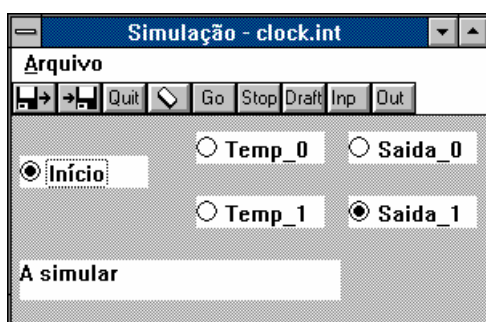 Simulação - clock.int
Arquivo
Quit Go Stop Draft Inp Out
Temp_0 Saida_0
Início
Temp_1 Saida_1
A simular